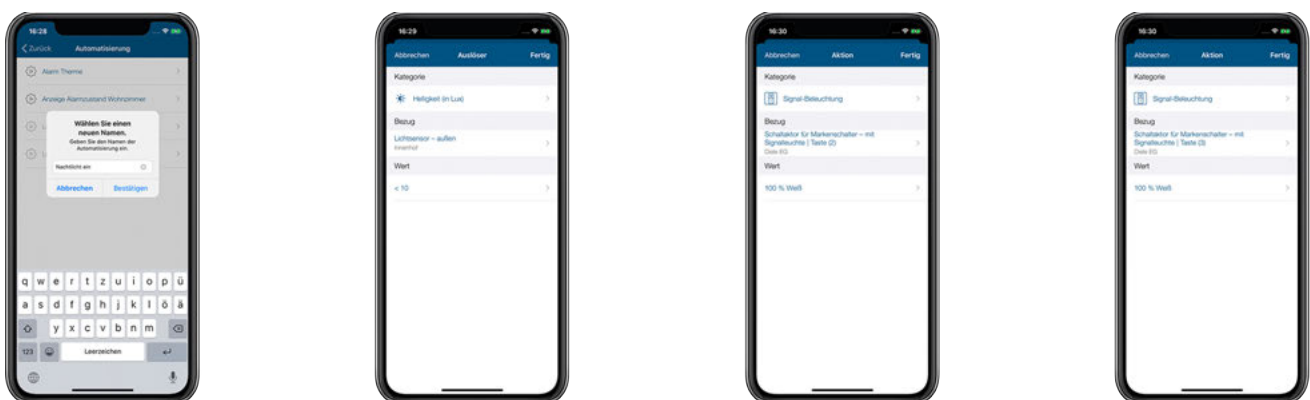 16:28
Zurück Automatisierung
Alarm Theme
Anzeige Alarmzustand Wohnzimmer
Wählen Sie einen
neuen Namen.
Geben Sie den Namen der
Automatisierung ein.
Nachtlicht ein
Abbrechen Bestätigen
q w e r t z u i o p ü
a s d f g h j k l ö ä
y x c v b n m
123 Leerzeichen
16:29
Abbrechen Auslöser Fertig
Kategorie
Helligkeit (in Lux)
Bezug
Lichtsensor – außen
Innenhof
Wert
< 10
16:30
Abbrechen Aktion Fertig
Kategorie
Signal-Beleuchtung
Bezug
Schaltaktor für Markenschalter – mit
Signalleuchte | Taste (2)
Diele EG
Wert
100 % Weiß
16:30
Abbrechen Aktion Fertig
Kategorie
Signal-Beleuchtung
Bezug
Schaltaktor für Markenschalter – mit
Signalleuchte | Taste (3)
Diele EG
Wert
100 % Weiß